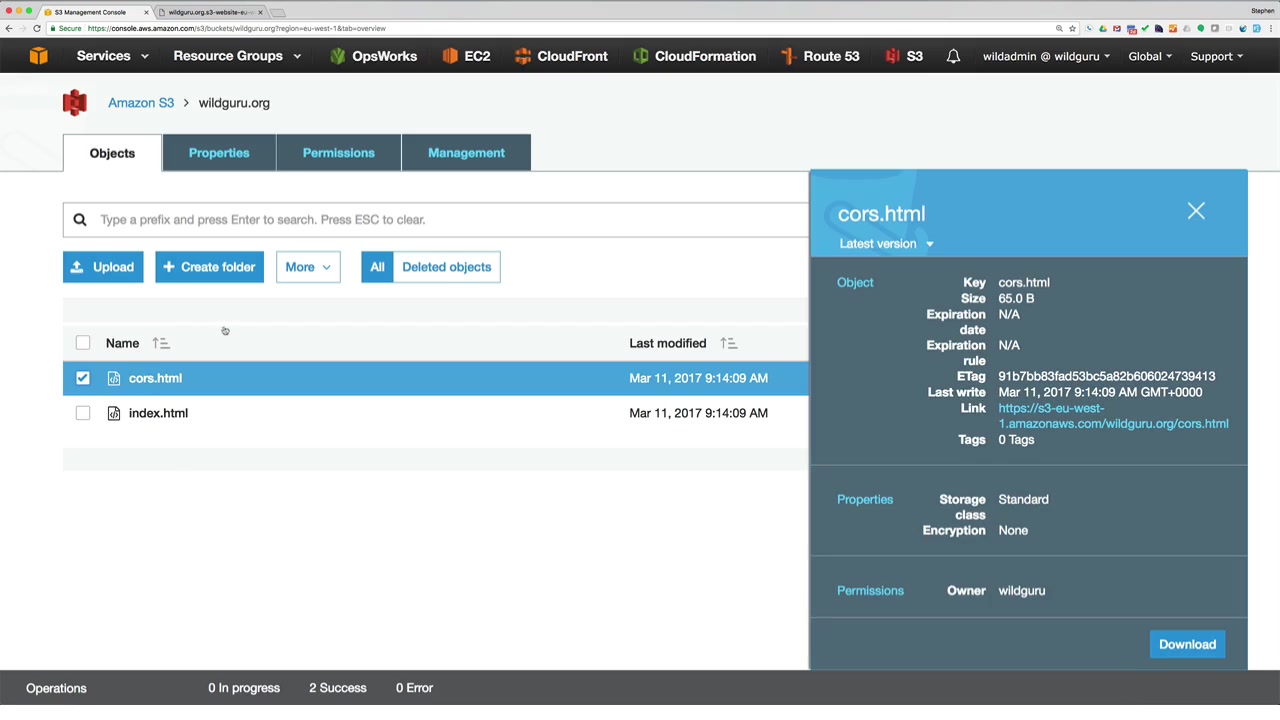 S3 Management Console
wildguru.org.s3-website-eu-w
Stephen
Secure https://console.aws.amazon.com/s3/buckets/wildguru.org?region=eu-west-1&tab=overview
Services Resource Groups OpsWorks EC2 CloudFront CloudFormation Route 53 S3 wildadmin @ wildguru Global Support
Amazon S3 > wildguru.org
Objects Properties Permissions Management
Type a prefix and press Enter to search. Press ESC to clear.
Upload Create folder More All Deleted objects
Name Last modified
cors.html Mar 11, 2017 9:14:09 AM
index.html Mar 11, 2017 9:14:09 AM
cors.html
Latest version
Object Key cors.html
Size 65.0 B
Expiration date N/A
Expiration rule N/A
ETag 91b7bb83fad53bc5a82b606024739413
Last write Mar 11, 2017 9:14:09 AM GMT+0000
Link https://s3-eu-west-
1.amazonaws.com/wildguru.org/cors.html
Tags 0 Tags
Properties Storage class Standard
Encryption None
Permissions Owner wildguru
Download
Operations 0 In progress 2 Success 0 Error